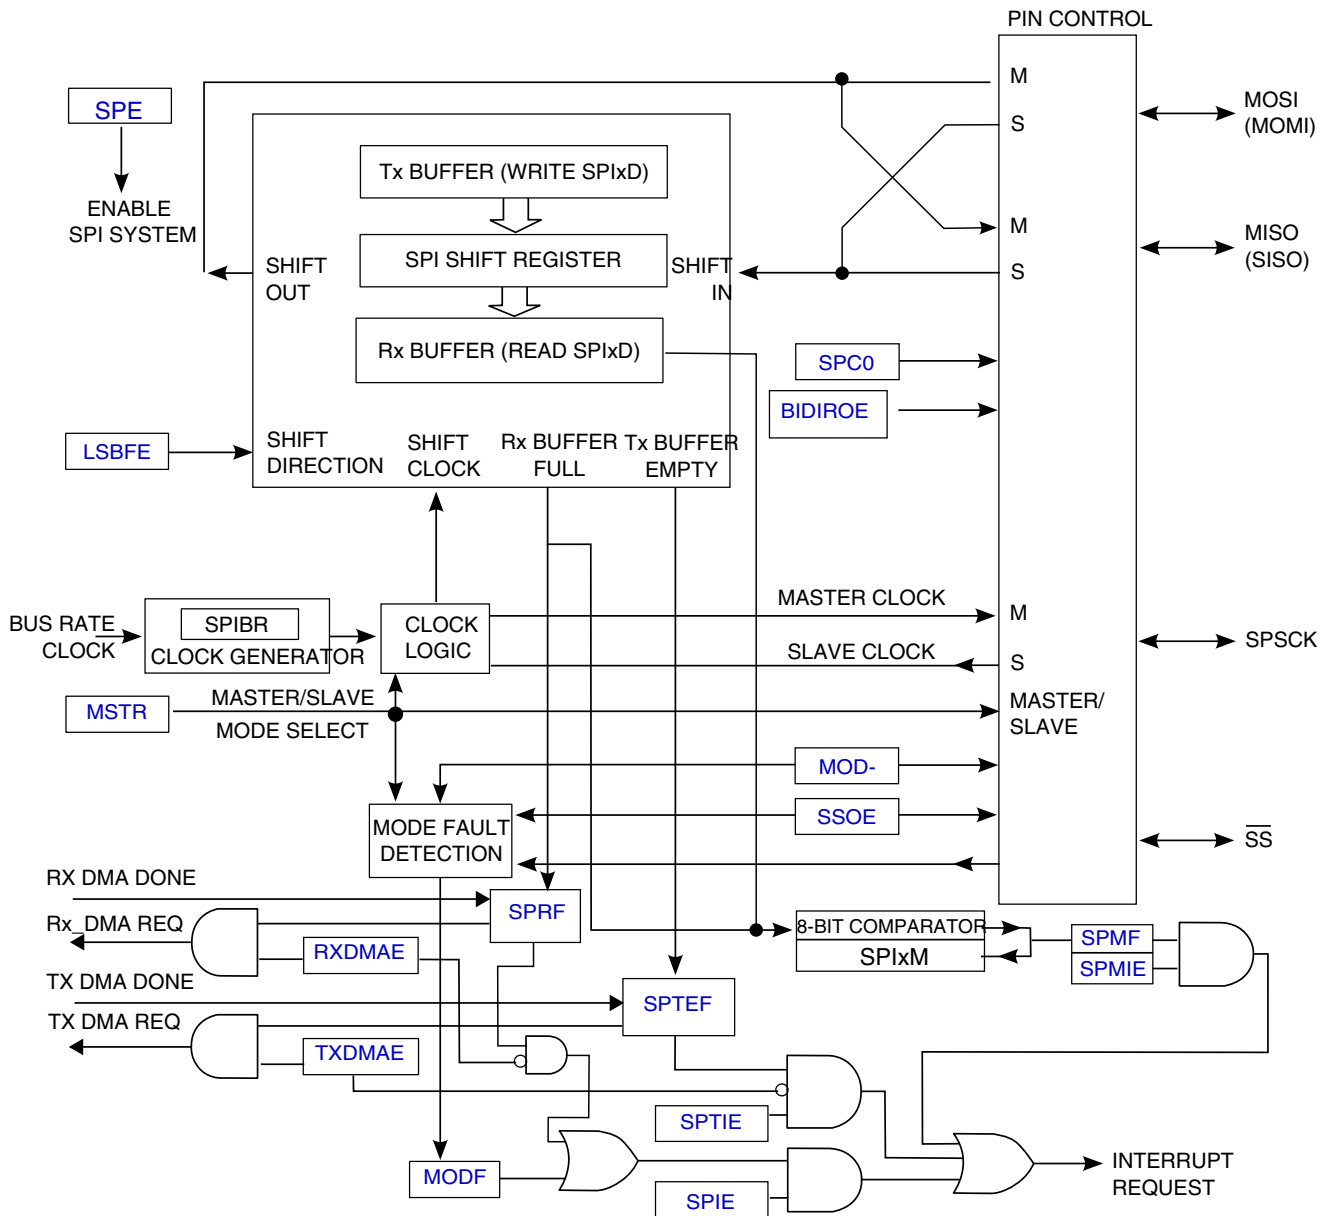 PIN CONTROL
SPE
ENABLE
SPI SYSTEM
Tx BUFFER (WRITE SPIxD)
SPI SHIFT REGISTER
Rx BUFFER (READ SPIxD)
SHIFT
OUT
SHIFT
IN
M
S
M
S
MOSI
(MOMI)
MISO
(SISO)
SPC0
BIDIROE
LSBFE
SHIFT
DIRECTION
SHIFT
CLOCK
Rx BUFFER
FULL
Tx BUFFER
EMPTY
BUS RATE
CLOCK
SPIBR
CLOCK GENERATOR
CLOCK
LOGIC
MASTER CLOCK
M
SLAVE CLOCK
S
SPSCK
MSTR
MASTER/SLAVE
MODE SELECT
MASTER/
SLAVE
MOD-
SSOE
MODE FAULT
DETECTION
SS
RX DMA DONE
Rx_DMA REQ
SPRF
RXDMAE
8-BIT COMPARATOR
SPIxM
SPMF
SPMIE
TX DMA DONE
TX DMA REQ
SPTEF
TXDMAE
SPTIE
MODF
SPIE
INTERRUPT
REQUEST